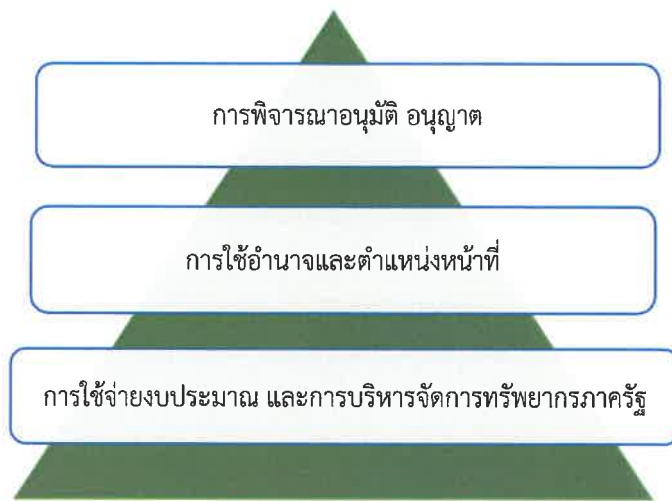 การพิจารณาอนุมัติ อนุญาต
การใช้อำนาจและตำแหน่งหน้าที่
การใช้จ่ายงบประมาณ และการบริหารจัดการทรัพยากรภาครัฐ